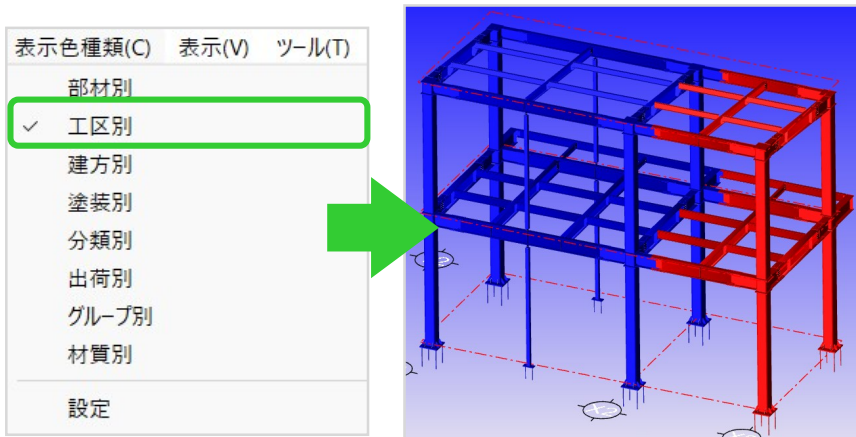 表示色種類(C) 表示(V) ツール(T)
部材別
✓ 工区別
建方別
塗装別
分類別
出荷別
グループ別
材質別
設定
X2